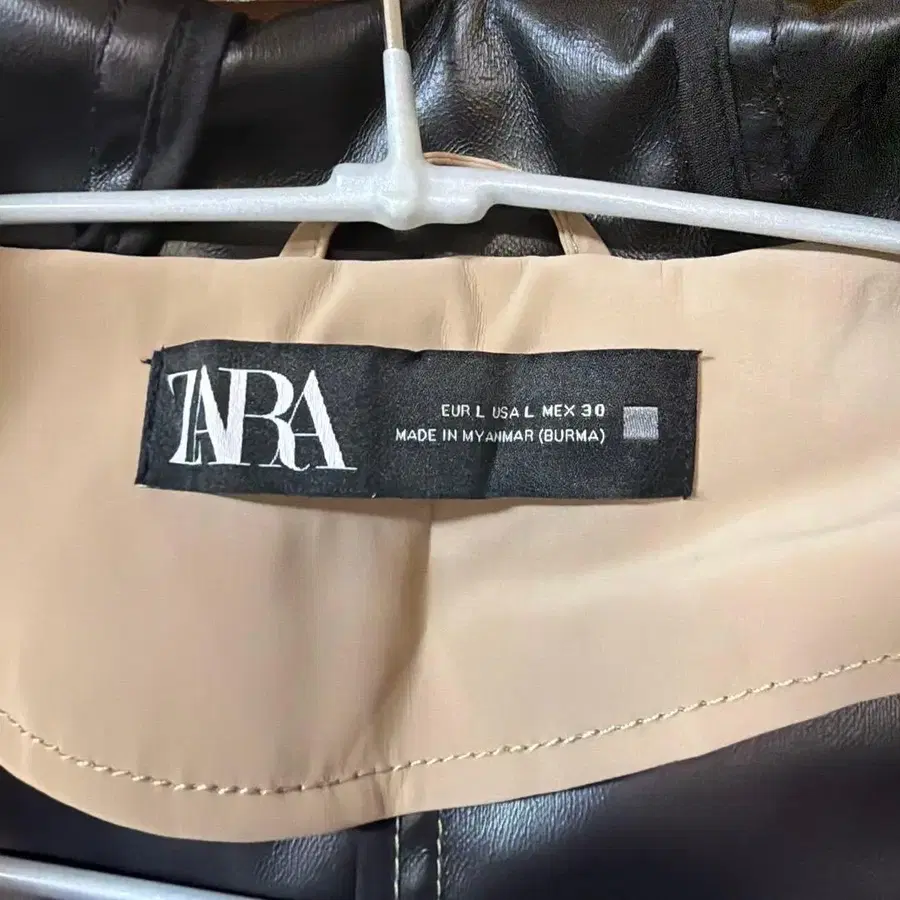 ZARA
EUR L USA L MEX 30
MADE IN MYANMAR (BURMA)